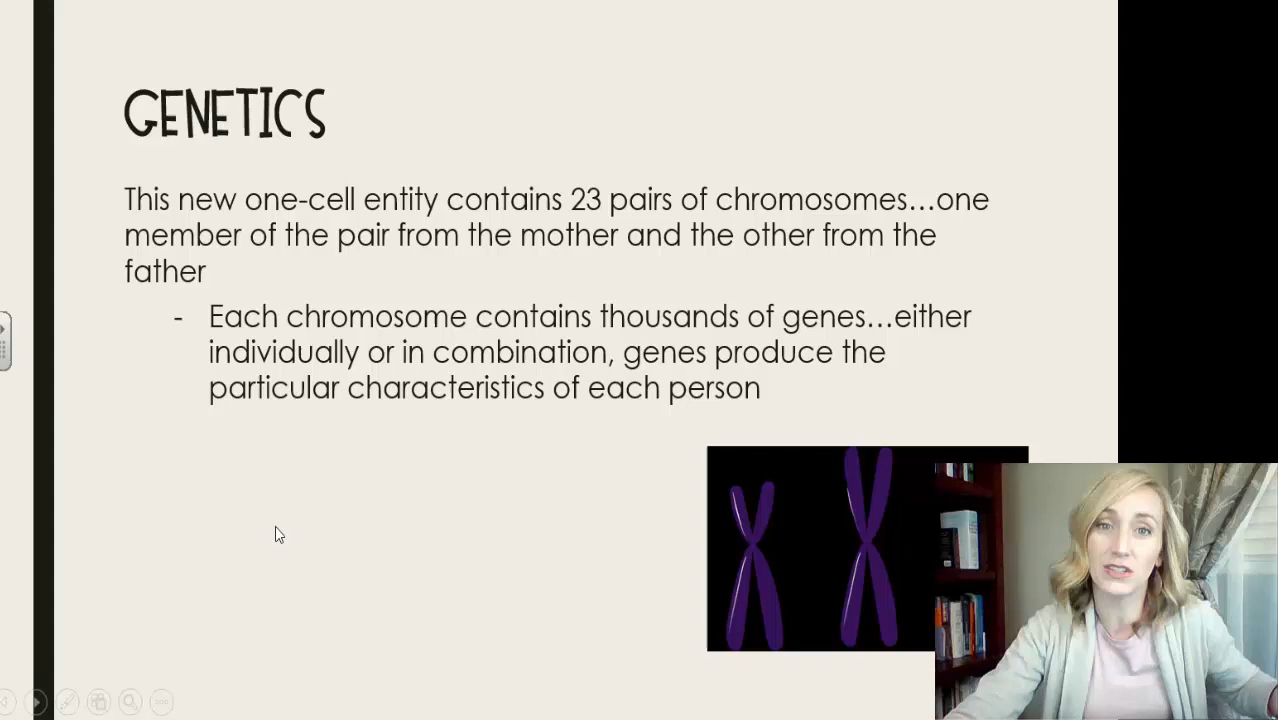 GENETICS
This new one-cell entity contains 23 pairs of chromosomes...one
member of the pair from the mother and the other from the
father
- Each chromosome contains thousands of genes...either
individually or in combination, genes produce the
particular characteristics of each person